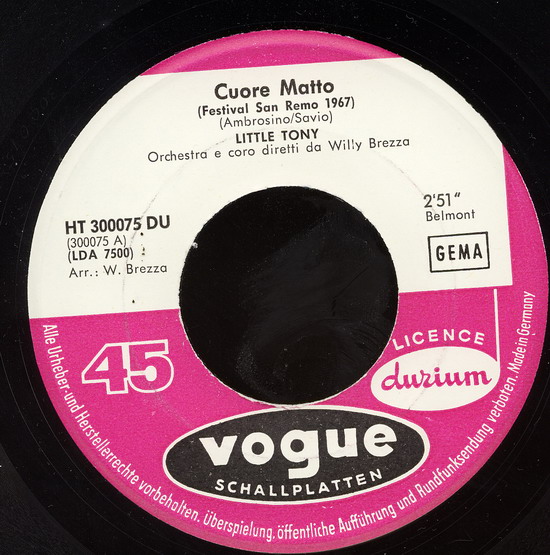 Cuore Matto
(Festival San Remo 1967)
(Ambrosino/Savio)
LITTLE TONY
Orchestra e coro diretti da Willy Brezza
HT 300075 DU
(300075 A)
(LDA 7500)
Arr.: W. Brezza
2'51"
Belmont
GEMA
45
LICENCE
durium
vogue
SCHALLPLATTEN
Alle Urheber- und Herstellerrechte vorbehalten. Überspielung, öffentliche Aufführung und Rundfunksendung verboten. Made in Germany